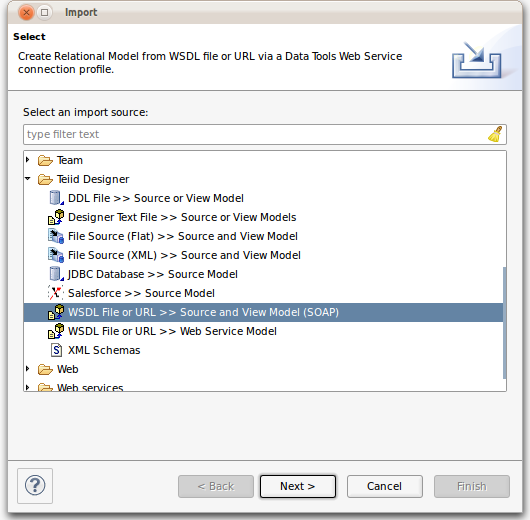 Import
Select
Create Relational Model from WSDL file or URL via a Data Tools Web Service
connection profile.
Select an import source:
type filter text
Team
Teiid Designer
DDL File >> Source or View Model
Designer Text File >> Source or View Models
File Source (Flat) >> Source and View Model
File Source (XML) >> Source and View Model
JDBC Database >> Source Model
Salesforce >> Source Model
WSDL File or URL >> Source and View Model (SOAP)
WSDL File or URL >> Web Service Model
XML Schemas
Web
Web services
? < Back Next > Cancel Finish